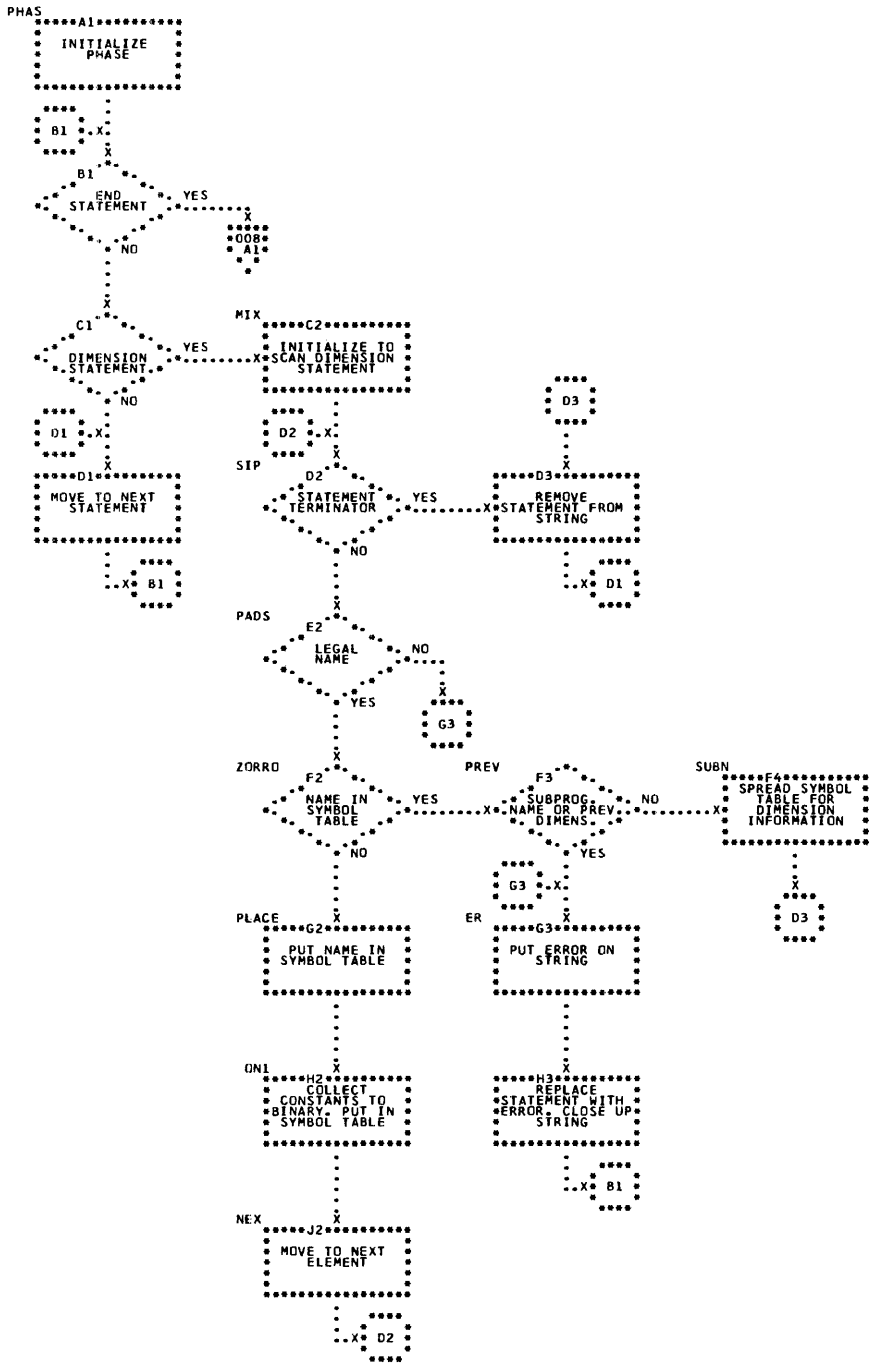 PHAS
A1
INITIALIZE
PHASE
B1
B1
END
STATEMENT
YES
NO
008
A1
C1
DIMENSION
STATEMENT
YES
NO
MIX
C2
INITIALIZE TO
SCAN DIMENSION
STATEMENT
D1
D2
D3
D1
MOVE TO NEXT
STATEMENT
B1
SIP
D2
STATEMENT
TERMINATOR
YES
NO
D3
REMOVE
STATEMENT FROM
STRING
D1
PADS
E2
LEGAL
NAME
NO
YES
G3
ZORRO
F2
NAME IN
SYMBOL
TABLE
YES
NO
PREV
F3
SUBPROG.
NAME OR PREV
DIMENS.
NO
YES
SUBN
F4
SPREAD SYMBOL
TABLE FOR
DIMENSION
INFORMATION
D3
G3
PLACE
G2
PUT NAME IN
SYMBOL TABLE
ER
G3
PUT ERROR ON
STRING
ON1
H2
COLLECT
CONSTANTS TO
BINARY. PUT IN
SYMBOL TABLE
H3
REPLACE
STATEMENT WITH
ERROR. CLOSE UP
STRING
B1
NEX
J2
MOVE TO NEXT
ELEMENT
D2